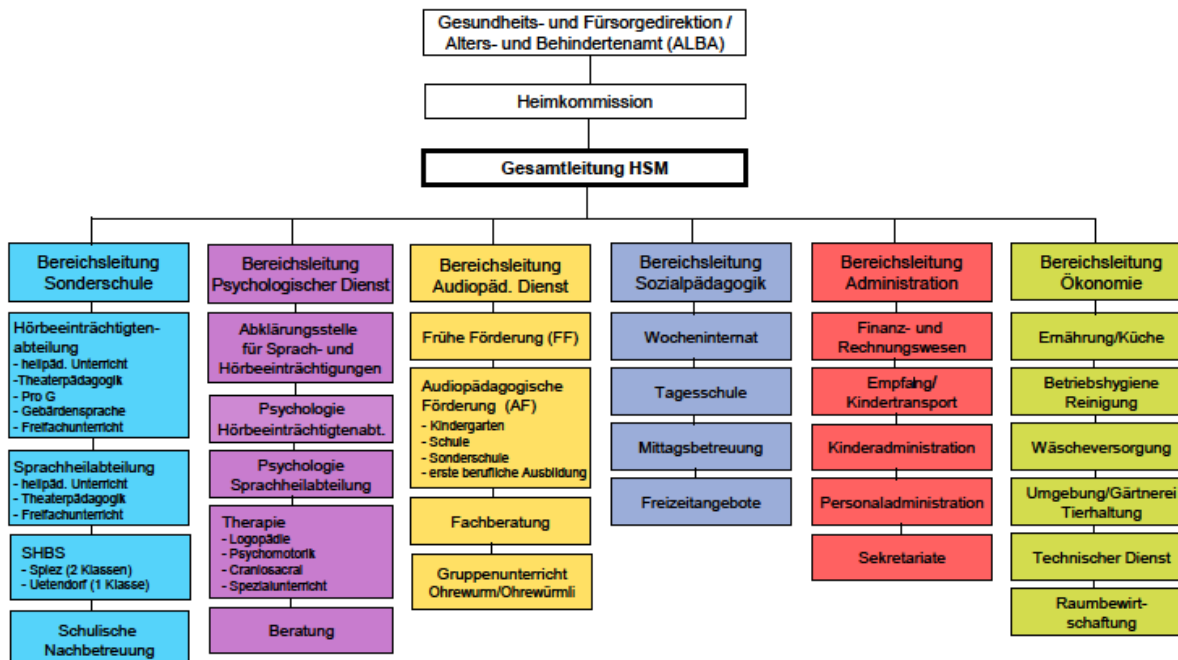 Gesundheits- und Fürsorgedirektion /
Alters- und Behindertenamt (ALBA)
Heimkommission
Gesamtleitung HSM
Bereichsleitung
Sonderschule
Hörbeeinträchtigten-
abteilung
- heilpäd. Unterricht
-Theaterpädagogik
- Pro G
- Gebärdensprache
- Freifachunterricht
Sprachheilabteilung
- heilpäd. Unterricht
- Theaterpädagogik
- Freifachunterricht
SHBS
- Spiez (2 Klassen)
- Uetendorf (1 Klasse)
Schulische
Nachbetreuung
Bereichsleitung
Psychologischer Dienst
Abklärungsstelle
für Sprach- und
Hörbeeinträchtigungen
Psychologie
Hörbeeinträchtigtenabt.
Psychologie
Sprachheilabteilung
Therapie
- Logopädie
- Psychomotorik
- Craniosacral
- Spezialunterricht
Beratung
Bereichsleitung
Audiopäd. Dienst
Frühe Förderung (FF)
Audiopädagogische
Förderung (AF)
- Kindergarten
- Schule
- Sonderschule
- erste berufliche Ausbildung
Fachberatung
Gruppenunterricht
Ohrewurm/Ohrewürmli
Bereichsleitung
Sozialpädagogik
Wocheninternat
Tagesschule
Mittagsbetreuung
Freizeitangebote
Bereichsleitung
Administration
Finanz- und
Rechnungswesen
Empfang/
Kindertransport
Kinderadministration
Personaladministration
Sekretariate
Bereichsleitung
Ökonomie
Ernährung/Küche
Betriebshygiene
Reinigung
Wäscheversorgung
Umgebung/Gärtnerei
Tierhaltung
Technischer Dienst
Raumbewirt-
schaftung